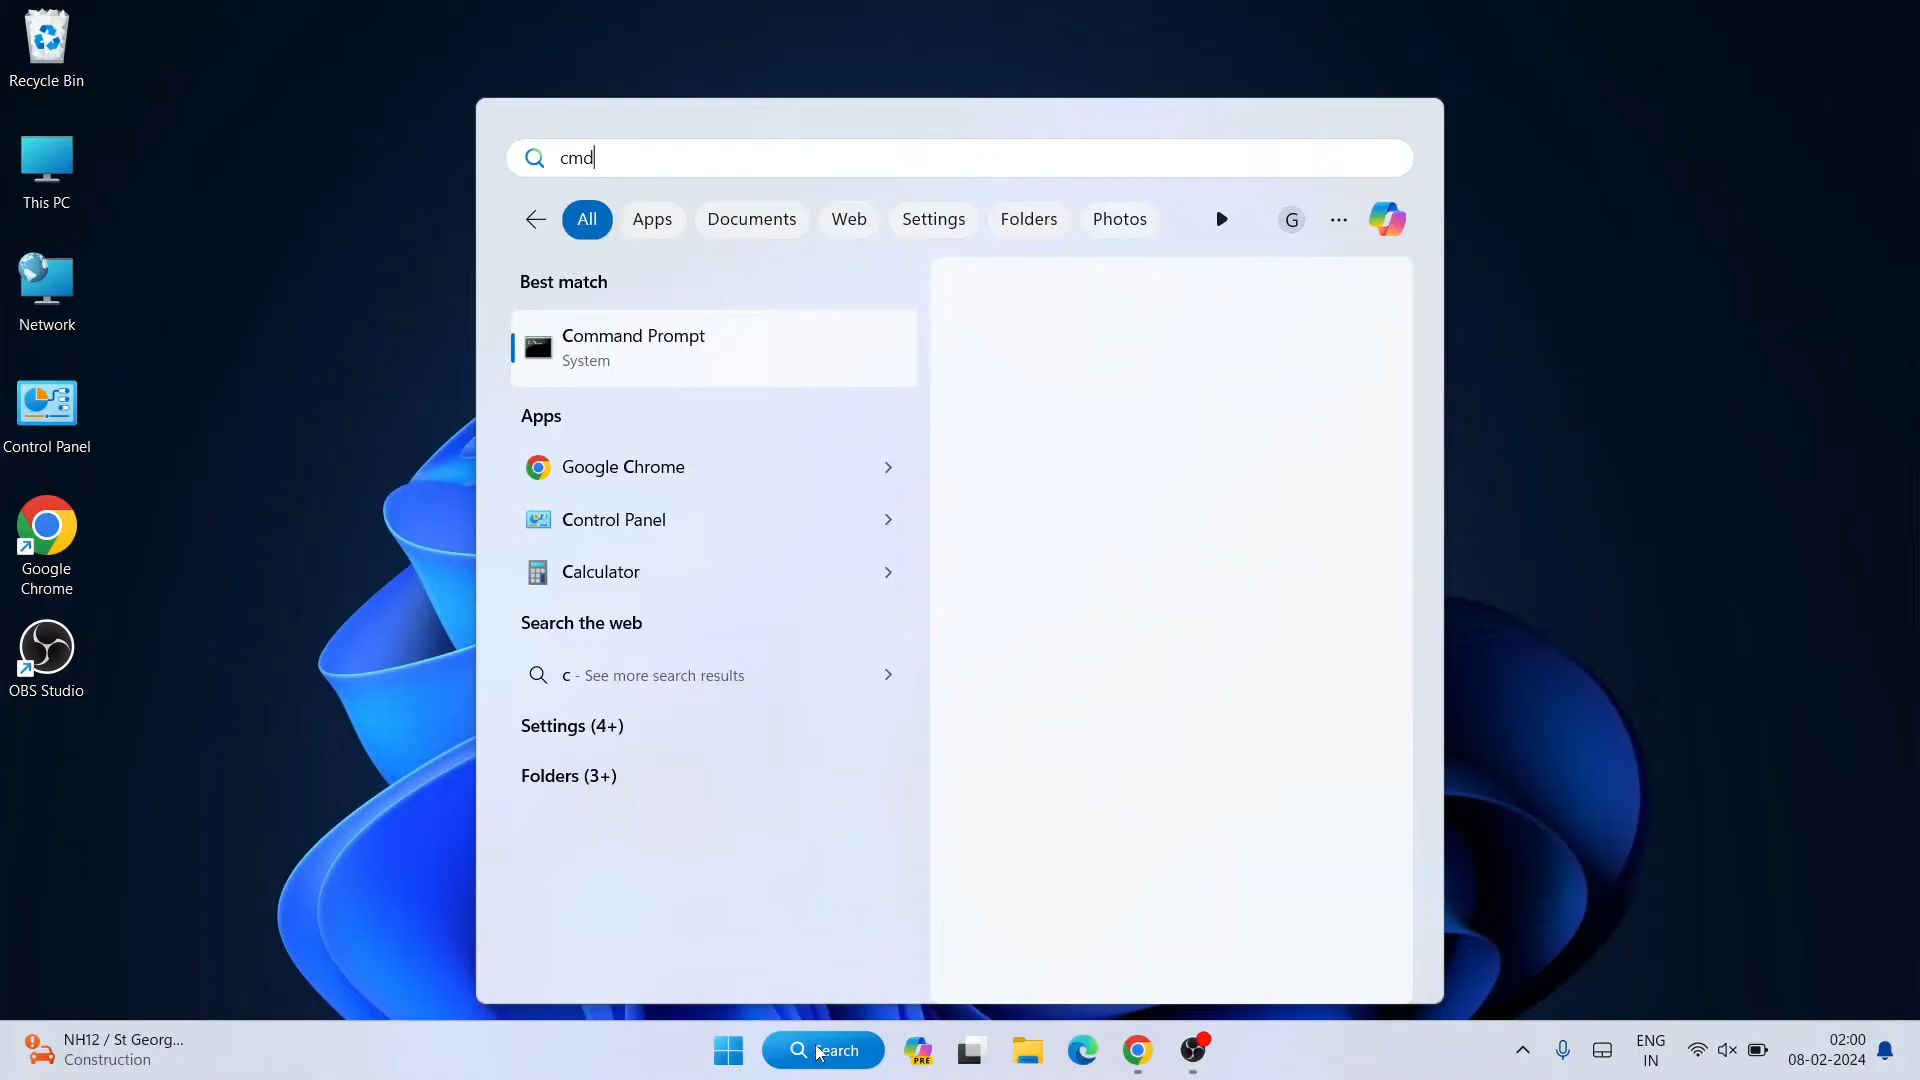 Recycle Bin
This PC
Network
Control Panel
Google
Chrome
OBS Studio
cmd
All
Apps
Documents
Web
Settings
Folders
Photos
G
Best match
Command Prompt
System
Apps
Google Chrome
Control Panel
Calculator
Search the web
c - See more search results
Settings (4+)
Folders (3+)
NH12 / St Georg...
Construction
Search
PRE
ENG
IN
02:00
08-02-2024